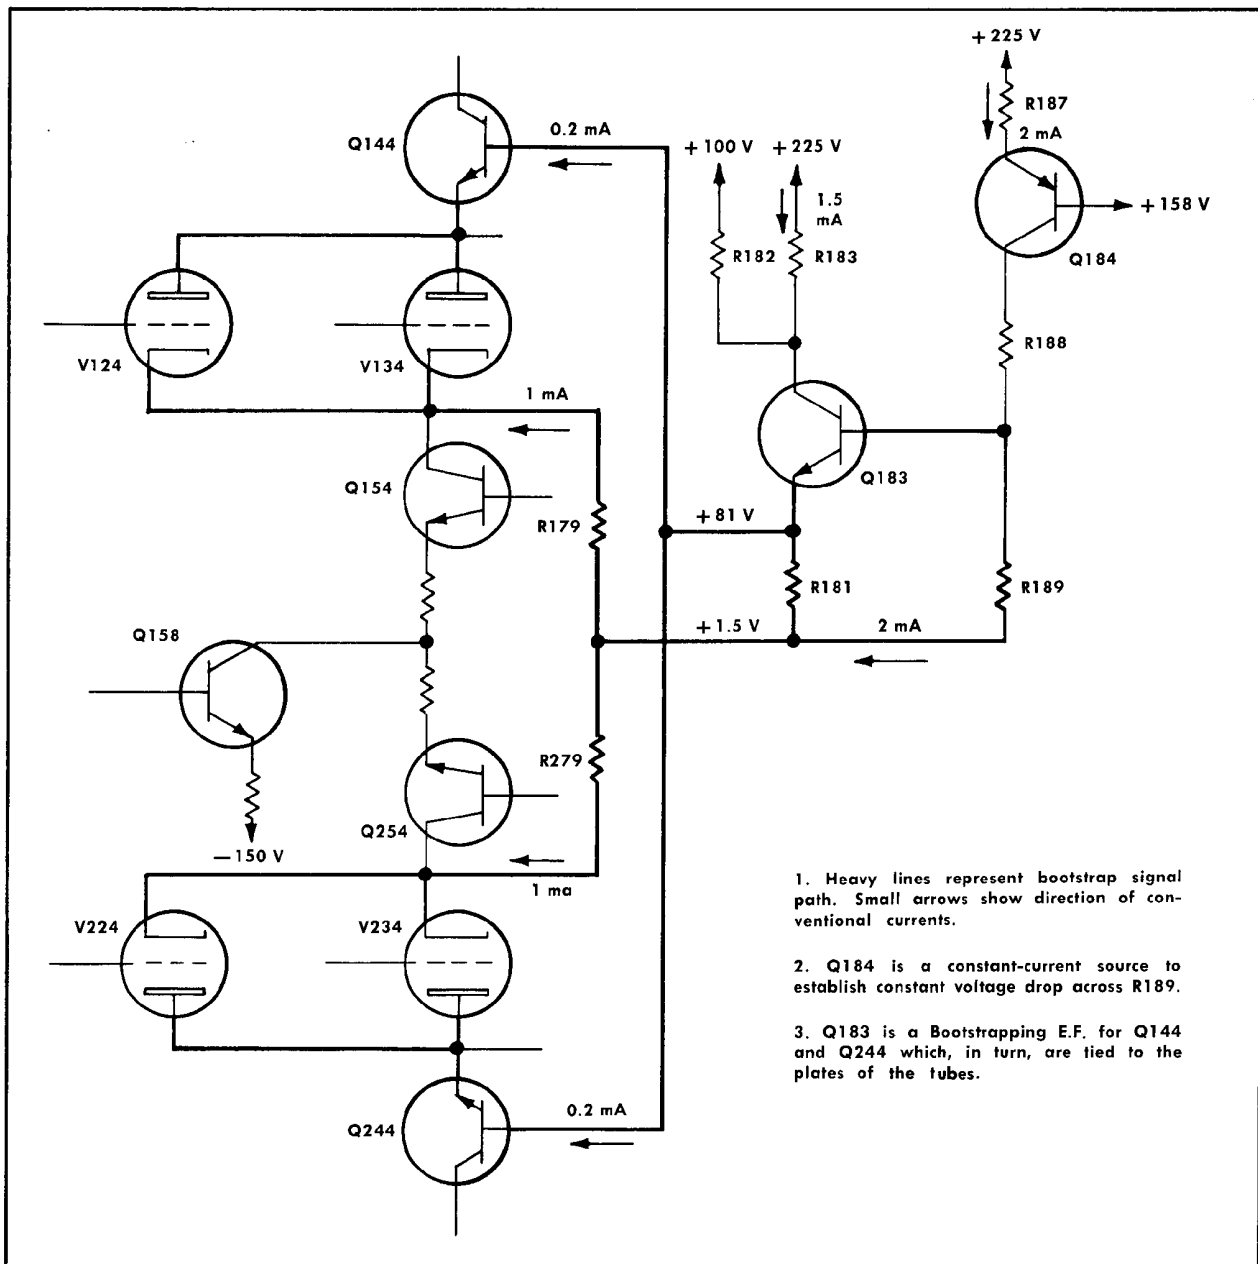 + 225 V
R187
2 mA
Q144
0.2 mA
+ 100 V
+ 225 V
1.5
mA
+ 158 V
Q184
R182
R183
R188
V124
V134
1 mA
Q154
Q183
R179
+ 81 V
R181
R189
+ 1.5 V
2 mA
Q158
R279
Q254
— 150 V
1 ma
V224
V234
1. Heavy lines represent bootstrap signal
path. Small arrows show direction of con-
ventional currents.
2. Q184 is a constant-current source to
establish constant voltage drop across R189.
3. Q183 is a Bootstrapping E.F. for Q144
and Q244 which, in turn, are tied to the
plates of the tubes.
Q244
0.2 mA